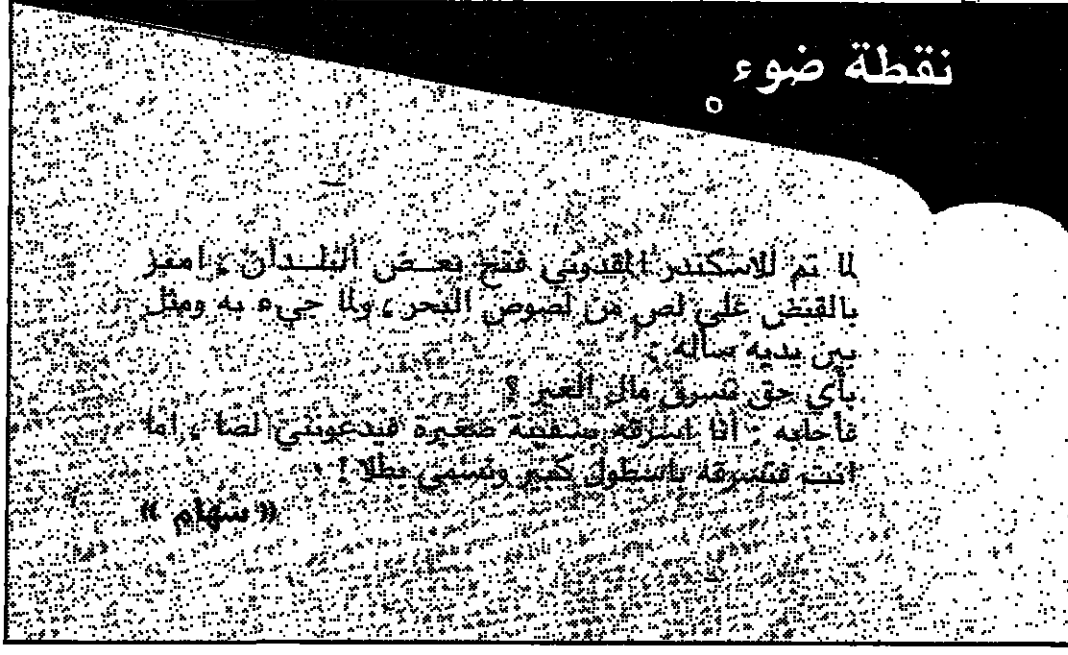 نقطة ضوء
لما تم للاسكندر المقدوني فتح بعض البلدان ، امر
بالقبض على لص من لصوص البحر ، ولما جيء به ومثل
بين يديه سأله :
بأي حق تسرق مال الغير ؟
فأجابه : أنا اسرقه بسفينة صغيرة فيدعونني لصا ، اما
انت فتسرقه باسطول كبير وتسمى بطلا !
« سهام »